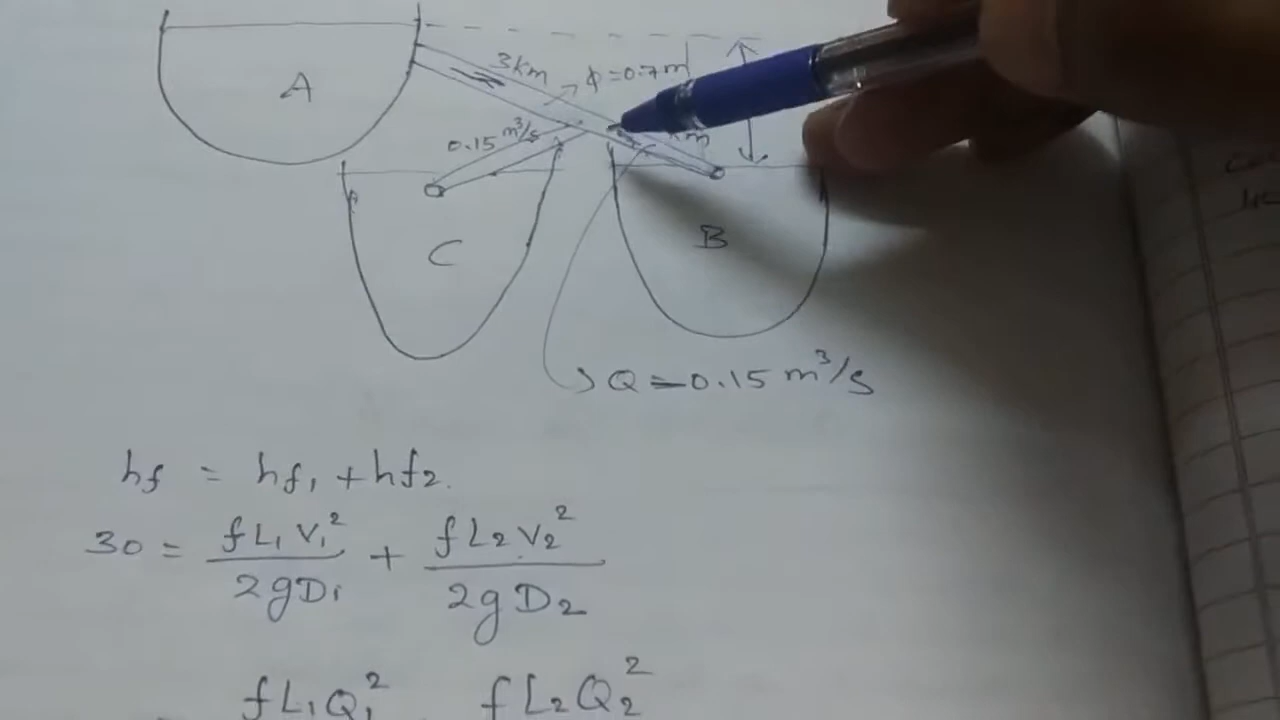 A
3km
φ=0.7m
0.15 m³/s
C
B
Q=0.15 m³/s
hf = hf₁ + hf₂.
30 = fL₁V₁²/2gD₁ + fL₂V₂²/2gD₂
fL₁Q₁² fL₂Q₂²